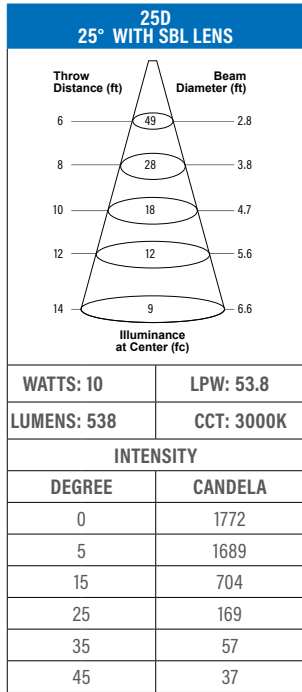 25D
25° WITH SBL LENS
Throw Distance (ft) Beam Diameter (ft)
6 49 2.8
8 28 3.8
10 18 4.7
12 12 5.6
14 9 6.6
Illuminance
at Center (fc)
WATTS: 10 LPW: 53.8
LUMENS: 538 CCT: 3000K
INTENSITY
DEGREE CANDELA
0 1772
5 1689
15 704
25 169
35 57
45 37